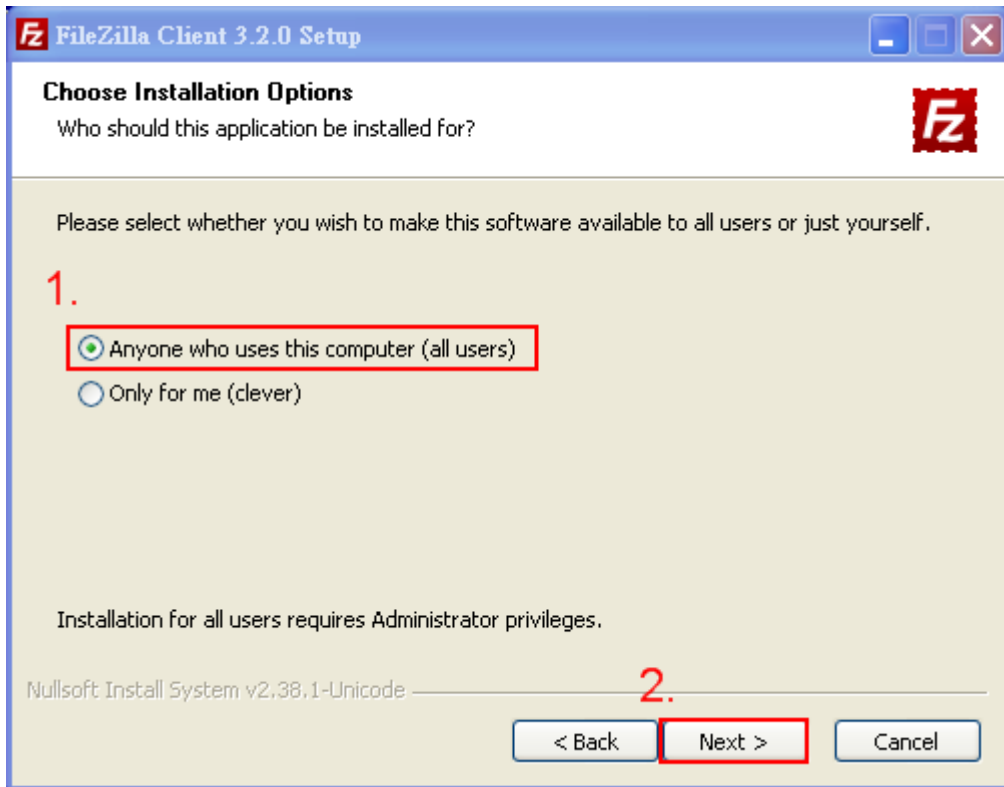 FileZilla Client 3.2.0 Setup
Choose Installation Options
Who should this application be installed for?
Fz
Please select whether you wish to make this software available to all users or just yourself.
1.
Anyone who uses this computer (all users)
Only for me (clever)
Installation for all users requires Administrator privileges.
Nullsoft Install System v2.38.1-Unicode
2.
< Back Next > Cancel